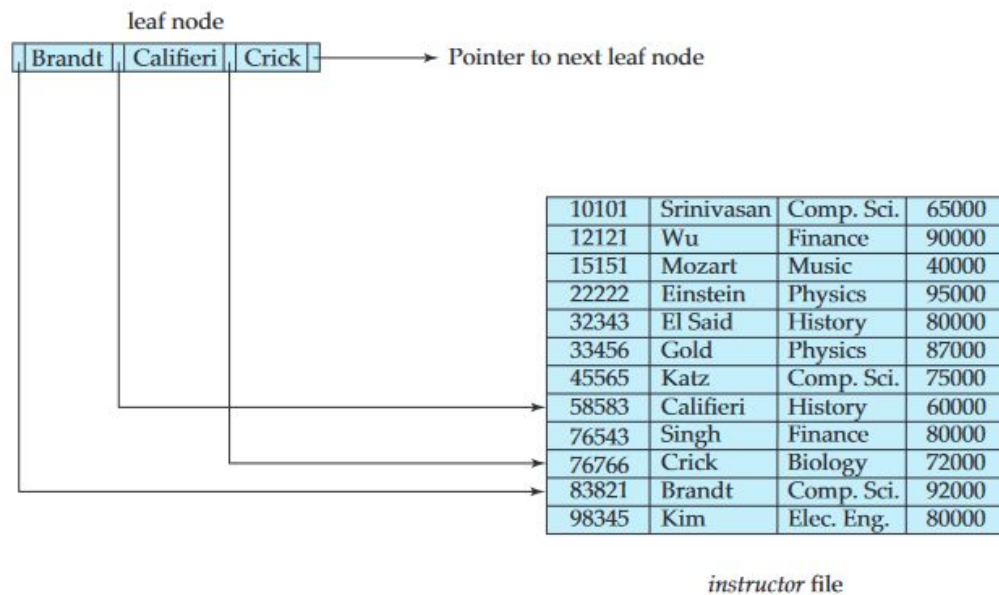 leaf node
Brandt Califieri Crick Pointer to next leaf node
10101 Srinivasan Comp. Sci. 65000
12121 Wu Finance 90000
15151 Mozart Music 40000
22222 Einstein Physics 95000
32343 El Said History 80000
33456 Gold Physics 87000
45565 Katz Comp. Sci. 75000
58583 Califieri History 60000
76543 Singh Finance 80000
76766 Crick Biology 72000
83821 Brandt Comp. Sci. 92000
98345 Kim Elec. Eng. 80000
instructor file